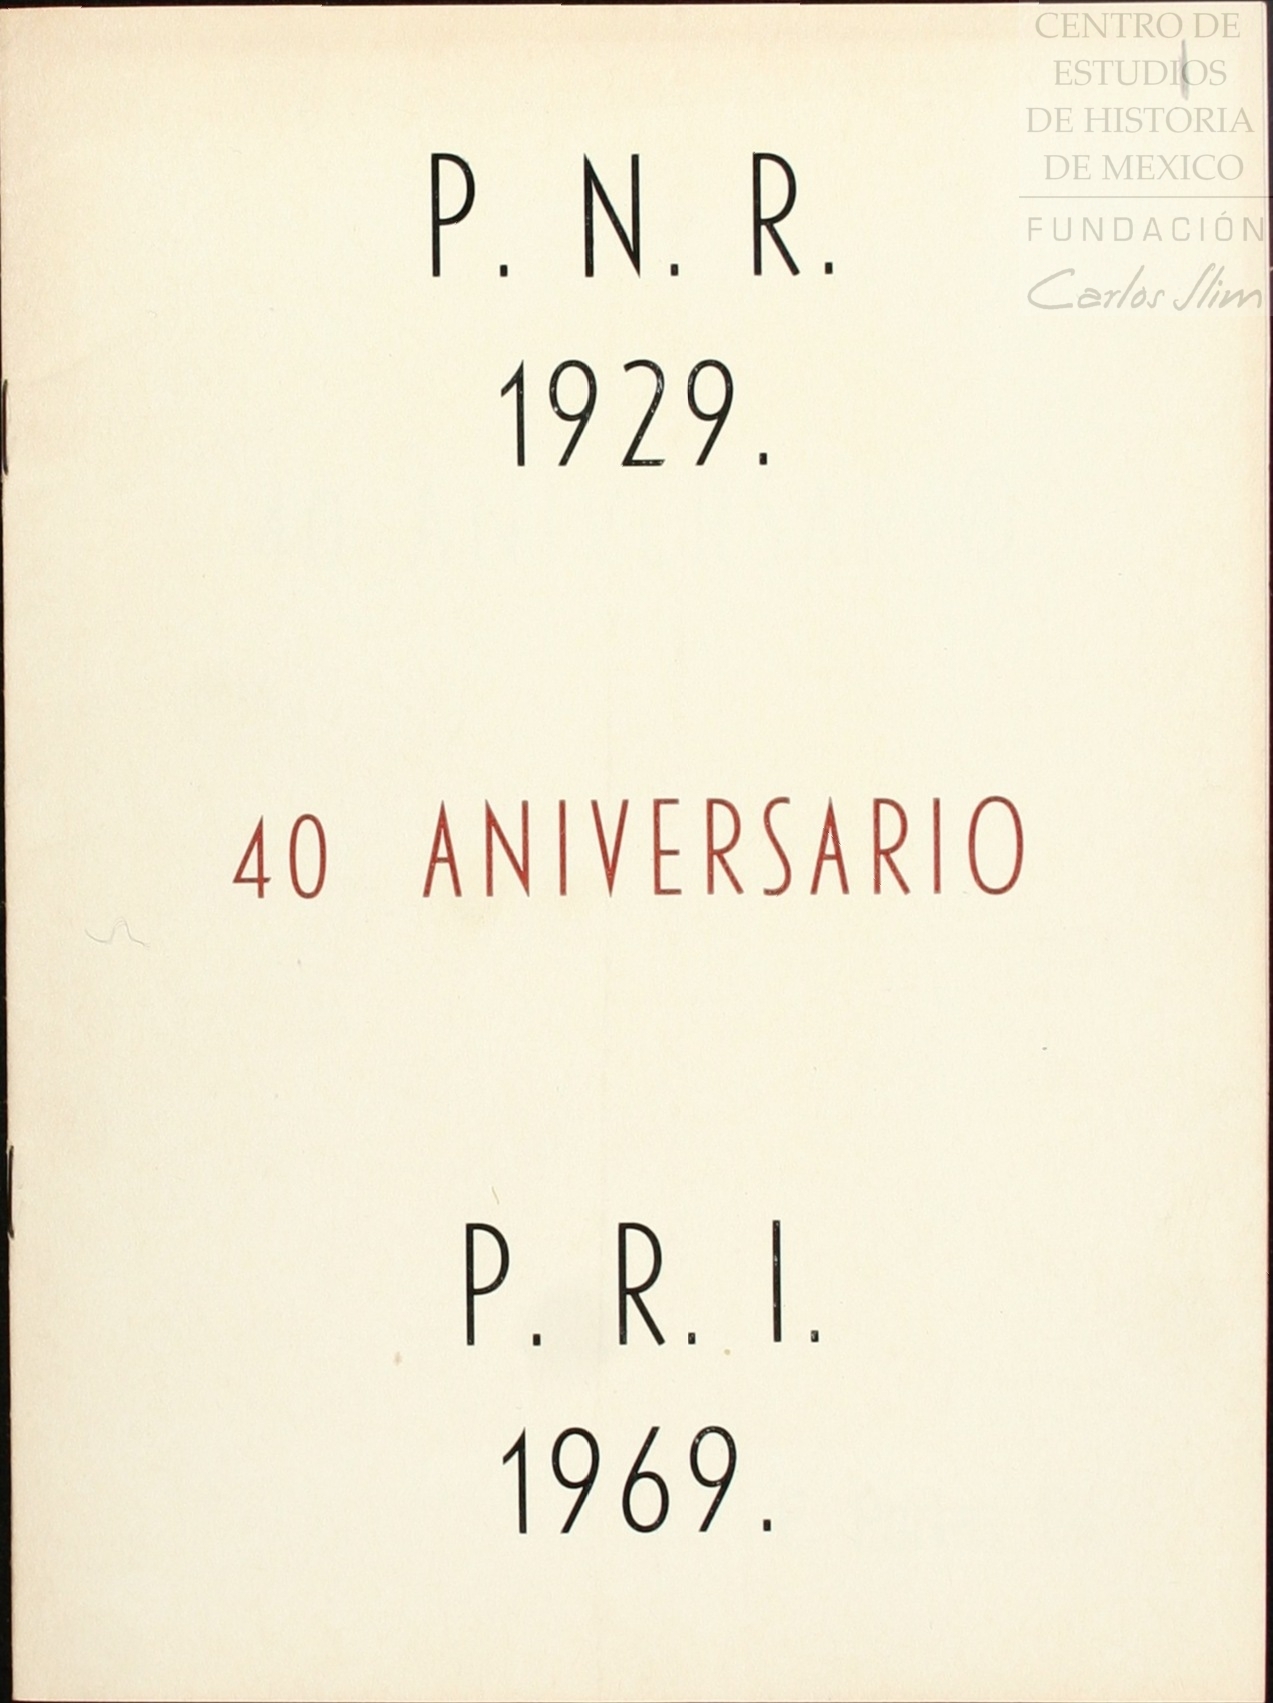 CENTRO DE
ESTUDIOS
DE HISTORIA
DE MEXICO
FUNDACIÓN
Carlos Slim
P. N. R.
1929.
40 ANIVERSARIO
P. R. I.
1969.